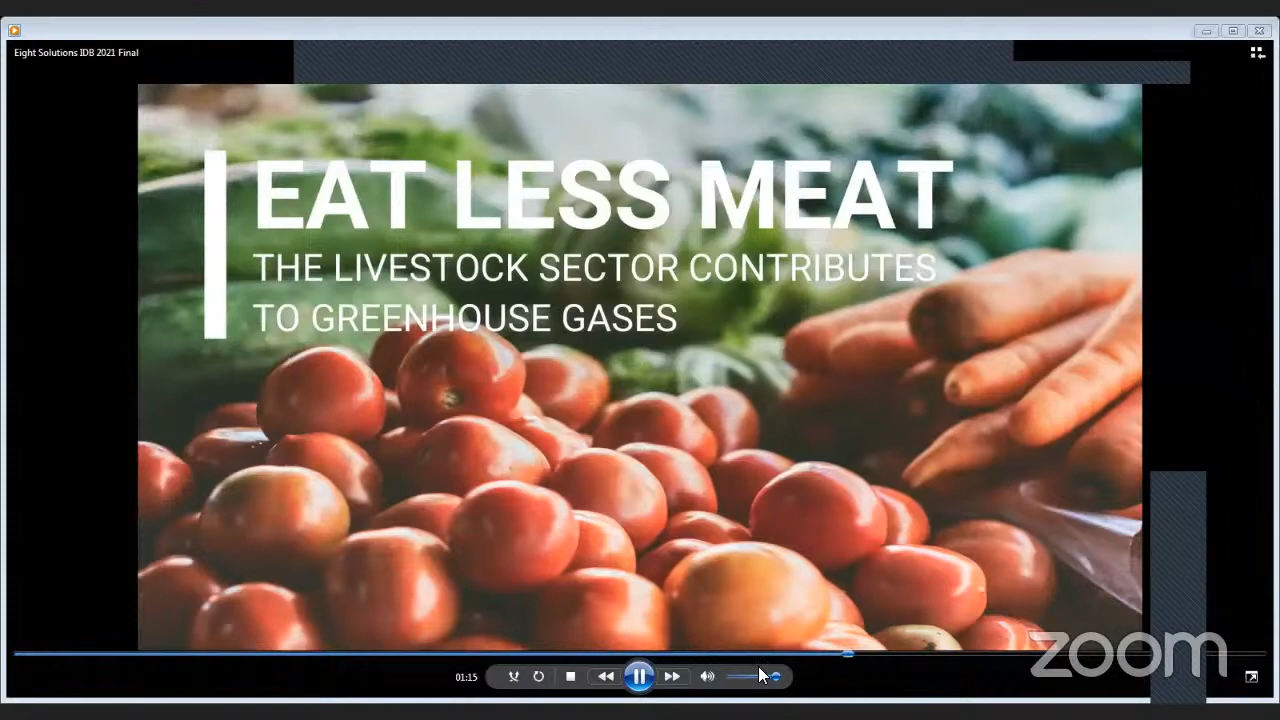 Eight Solutions IDB 2021 Final
EAT LESS MEAT
THE LIVESTOCK SECTOR CONTRIBUTES
TO GREENHOUSE GASES
01:15
zoom